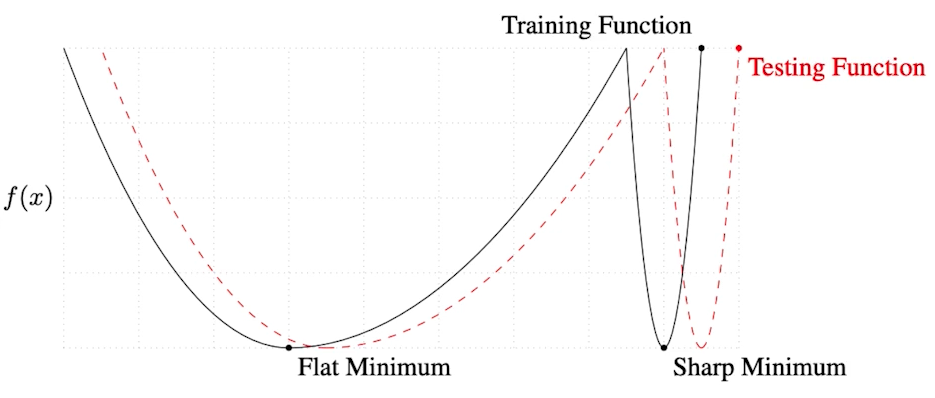 Training Function
Testing Function
f(x)
Flat Minimum
Sharp Minimum